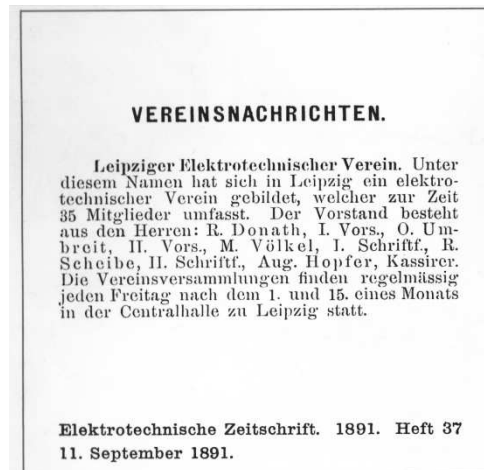 VEREINSNACHRICHTEN.
Leipziger Elektrotechnischer Verein. Unter
diesem Namen hat sich in Leipzig ein elektro-
technischer Verein gebildet, welcher zur Zeit
35 Mitglieder umfasst. Der Vorstand besteht
aus den Herren: R. Donath, I. Vors., O. Um-
breit, II. Vors., M. Völkel, I. Schriftf., R.
Scheibe, II. Schriftf., Aug. Hopfer, Kassirer.
Die Vereinsversammlungen finden regelmässig
jeden Freitag nach dem 1. und 15. eines Monats
in der Centralhalle zu Leipzig statt.
Elektrotechnische Zeitschrift. 1891. Heft 37
11. September 1891.